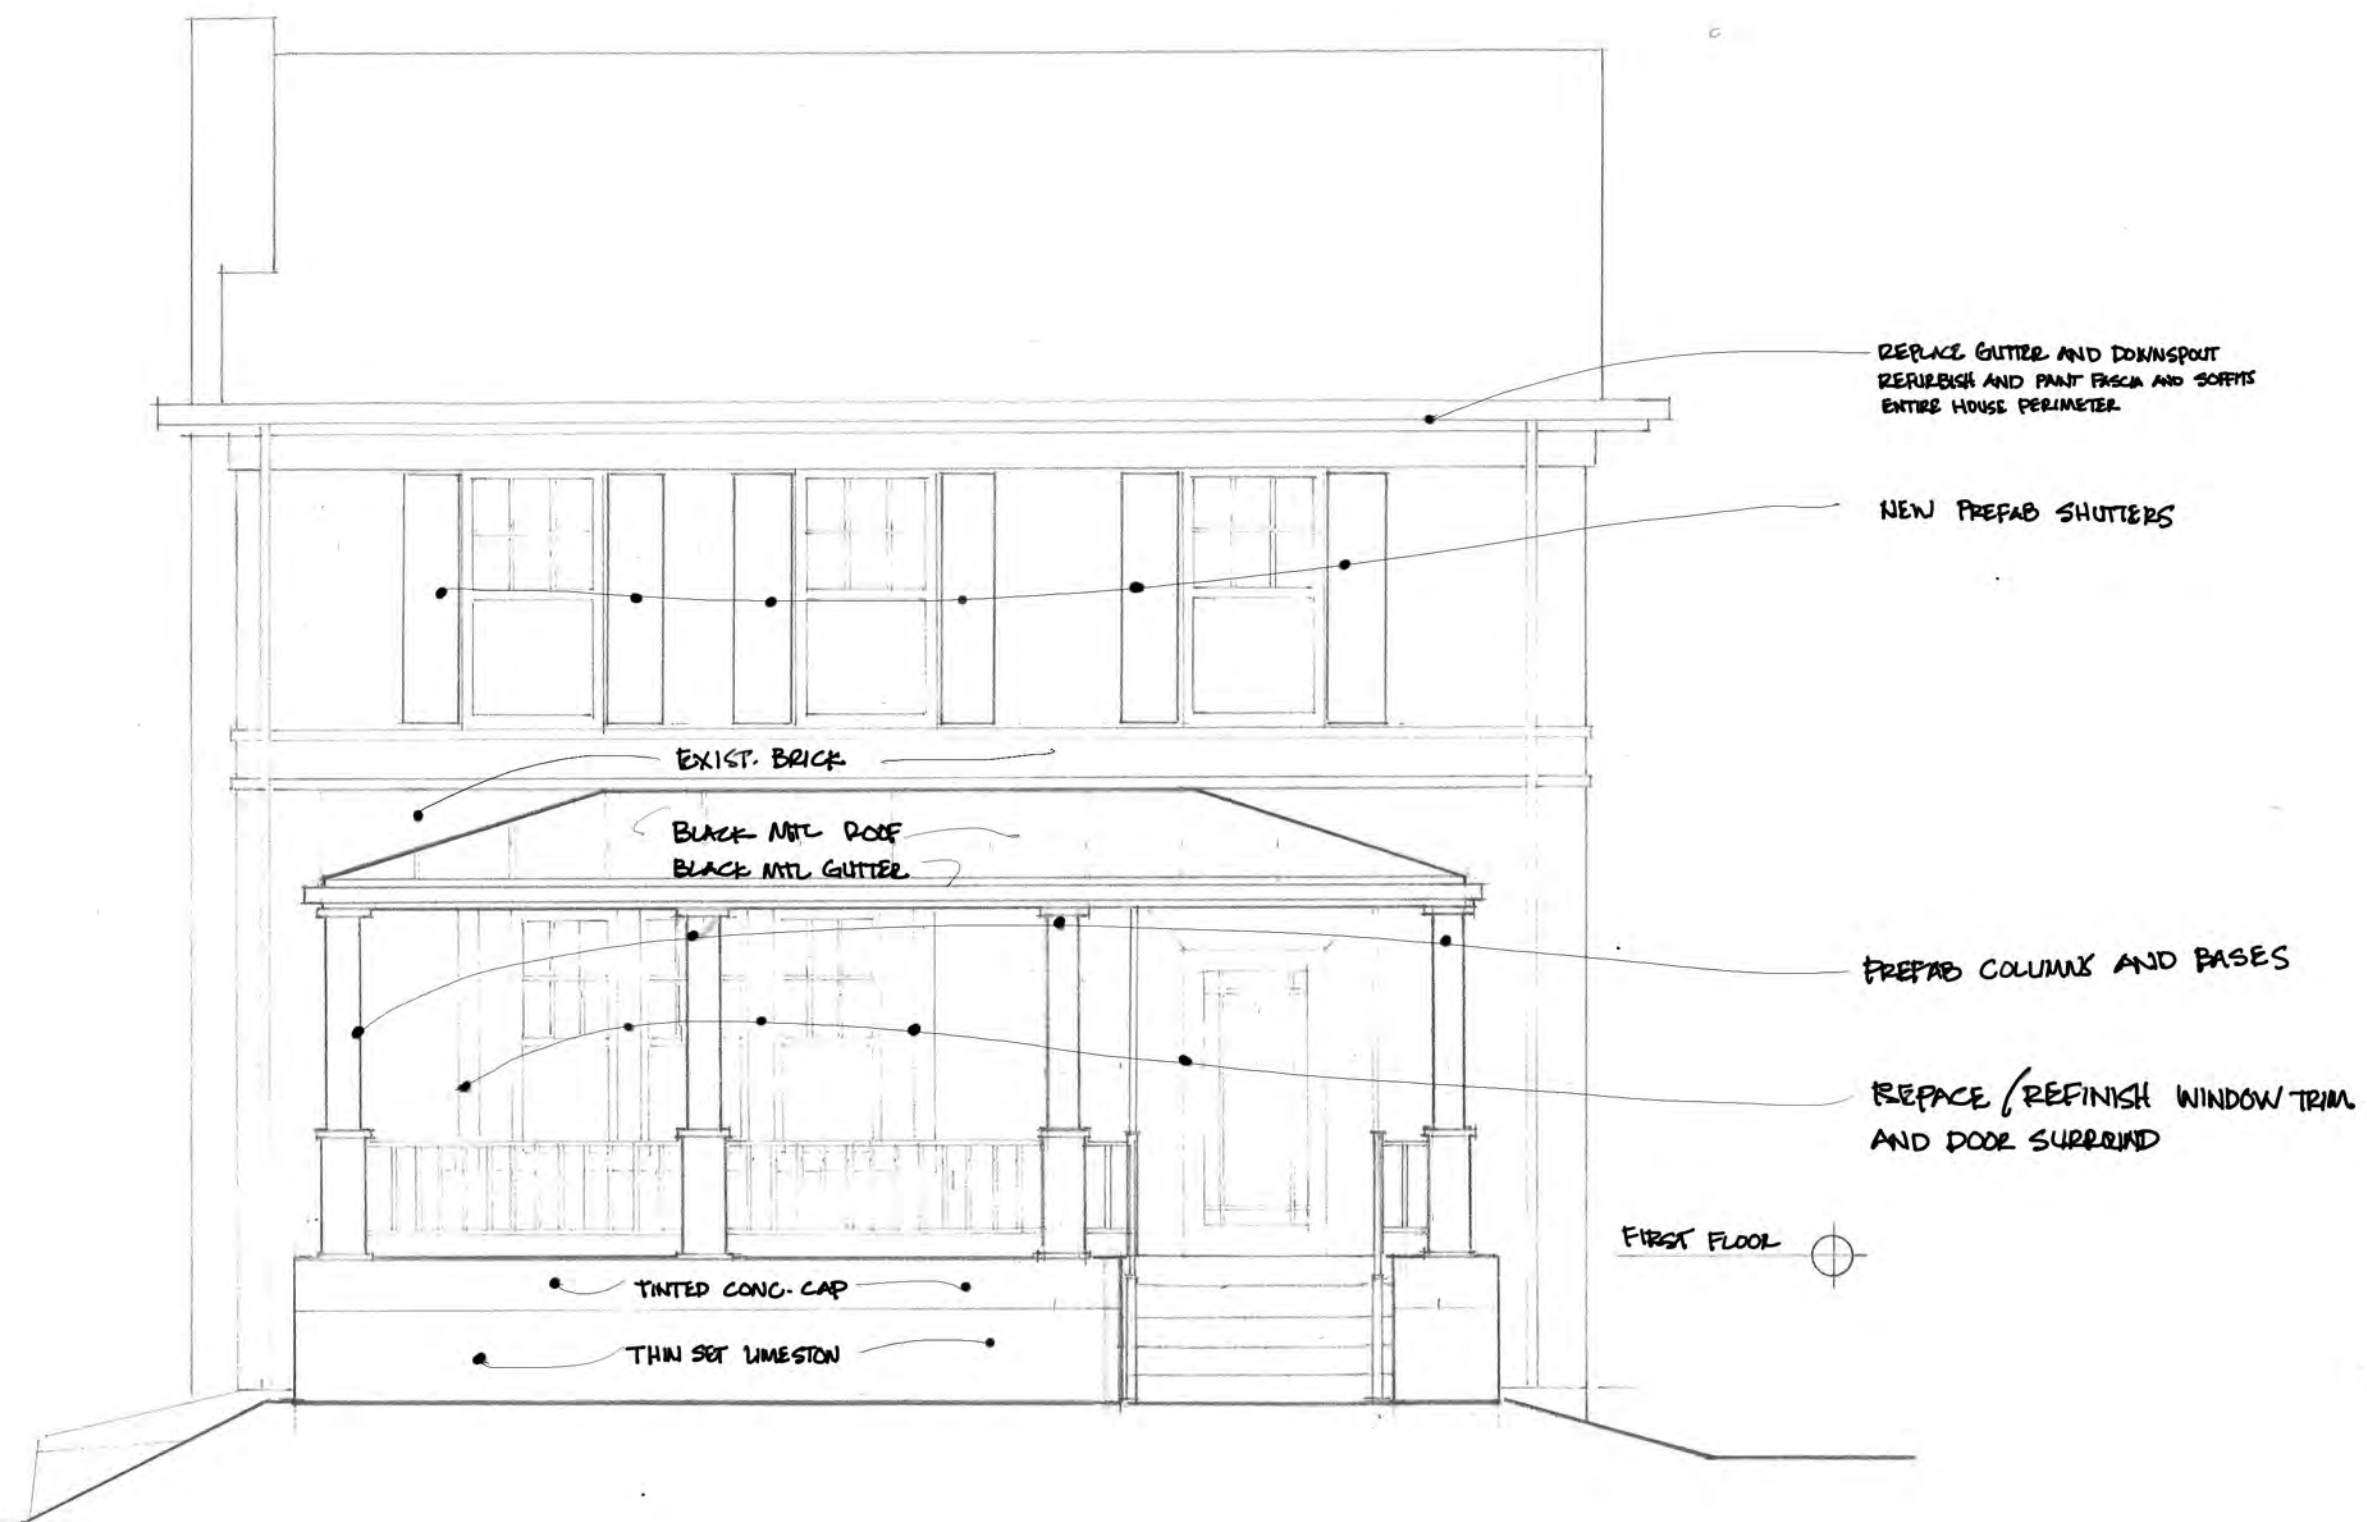 REPLACE GUTTER AND DOWNSPOUT
REFURBISH AND PAINT FASCIA AND SOFFITS
ENTIRE HOUSE PERIMETER
NEW PREFAB SHUTTERS
EXIST. BRICK
BLACK MTL ROOF
BLACK MTL GUTTER
PREFAB COLUMNS AND BASES
REPACE / REFINISH WINDOW TRIM
AND DOOR SURROUND
FIRST FLOOR
TINTED CONC. CAP
THIN SET LIMESTON